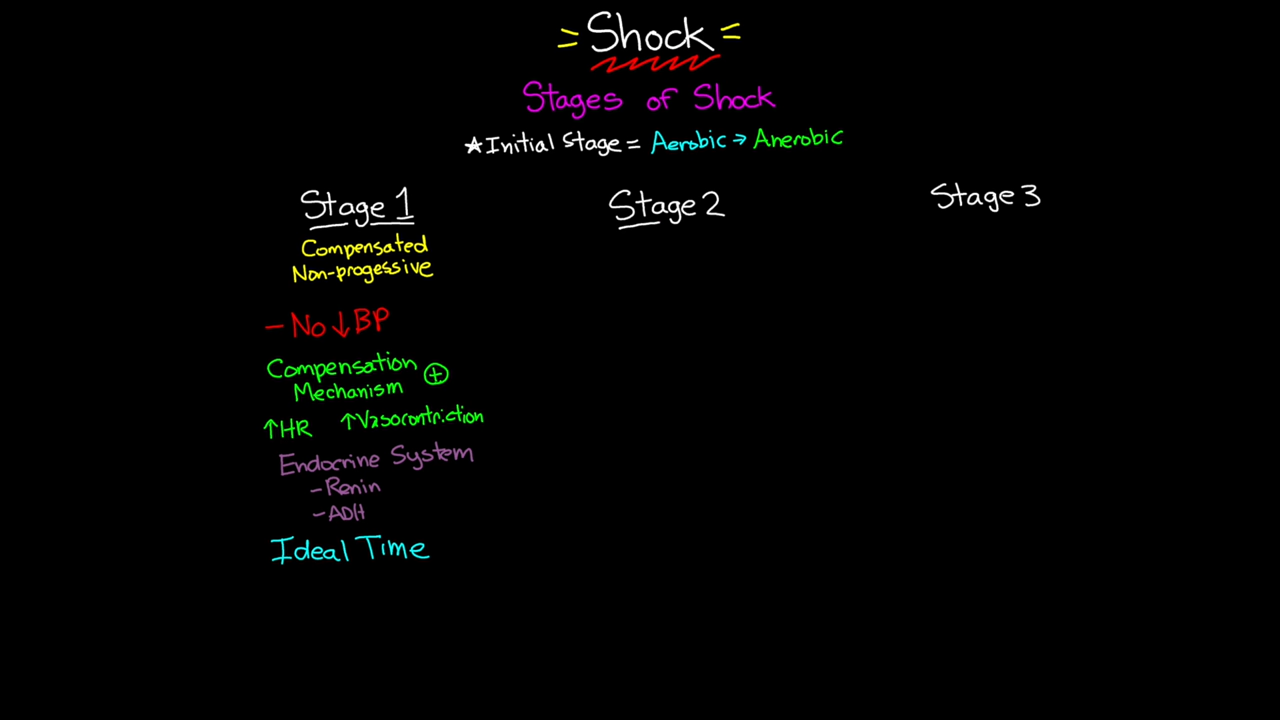 = Shock =
Stages of Shock
★Initial Stage = Aerobic → Anerobic
Stage 1
Compensated
Non-progessive
- No ↓ BP
Compensation ⊕
Mechanism
↑HR ↑Vasocontriction
Endocrine System
- Renin
- ADH
Ideal Time
Stage 2
Stage 3